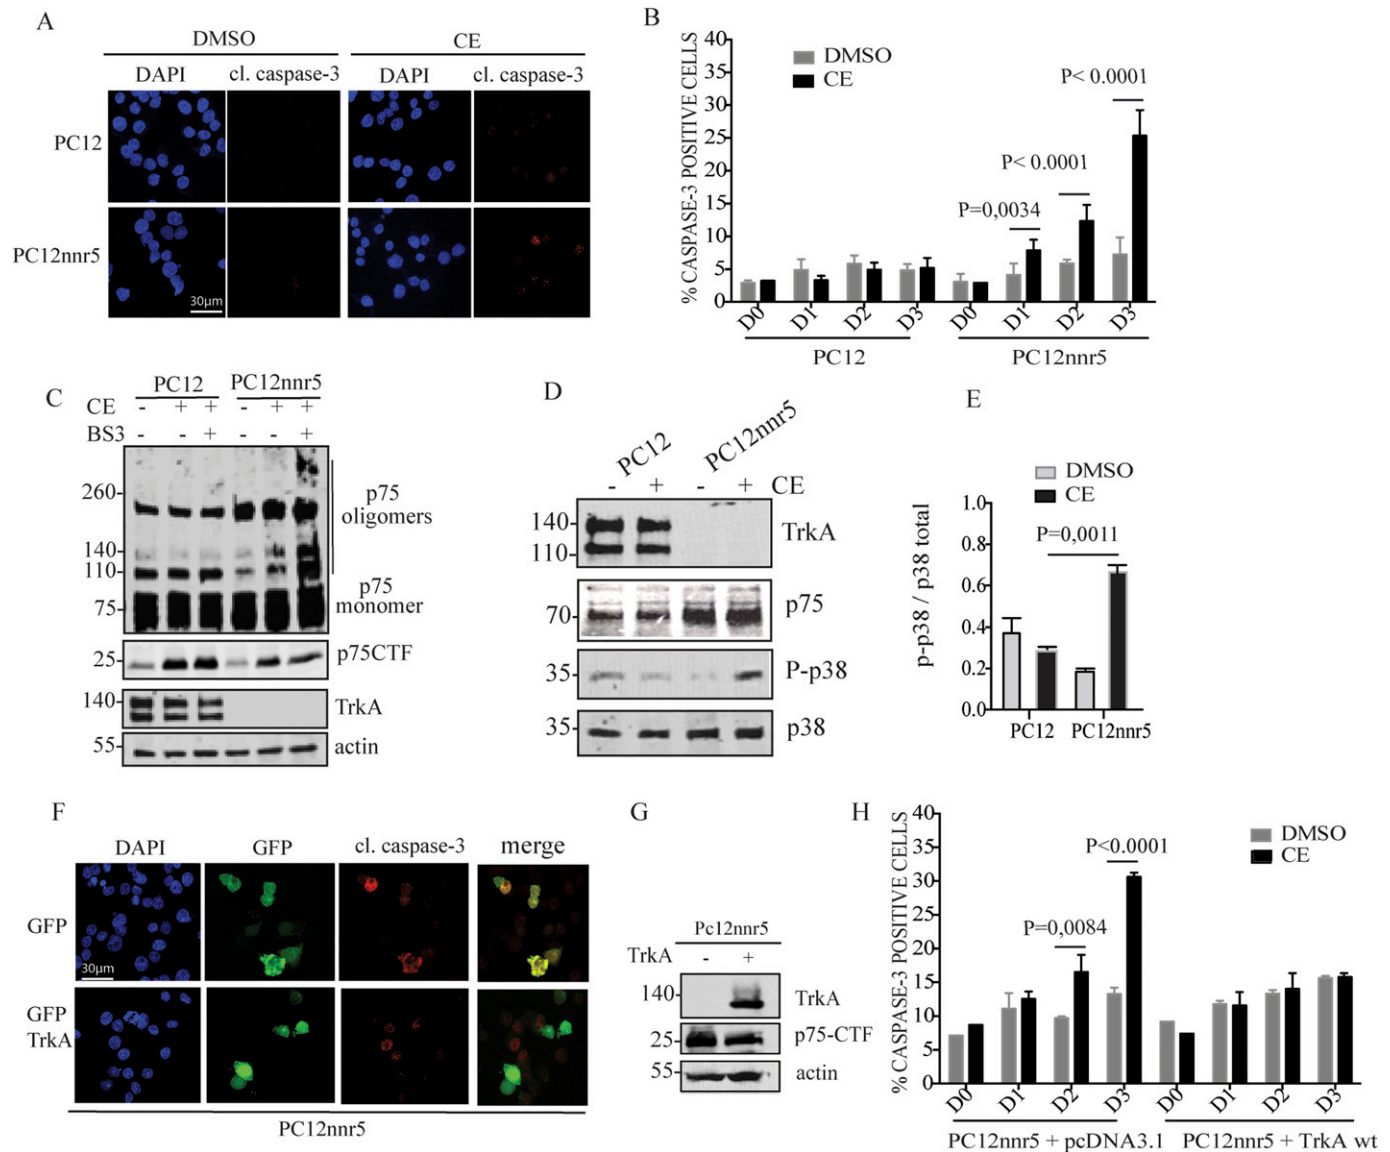 A
DMSO
CE
DAPI
cl. caspase-3
DAPI
cl. caspase-3
PC12
PC12nnr5
30µm
B
% CASPASE-3 POSITIVE CELLS
40
35
30
25
20
15
10
5
0
DMSO
CE
P=0,0034
P< 0.0001
P< 0.0001
D0 D1 D2 D3 D0 D1 D2 D3
PC12
PC12nnr5
C
PC12 PC12nnr5
CE - + + - + +
BS3 - - + - - +
260
140
110
75
p75
oligomers
p75
monomer
25
p75CTF
140
TrkA
55
actin
D
PC12
PC12nnr5
- + - + CE
140
110
TrkA
70
p75
35
P-p38
35
p38
E
DMSO
CE
P=0,0011
p-p38 / p38 total
1.0
0.8
0.6
0.4
0.2
0.0
PC12 PC12nnr5
F
DAPI
GFP
cl. caspase-3
merge
GFP
30µm
GFP
TrkA
PC12nnr5
G
Pc12nnr5
TrkA - +
140
TrkA
25
p75-CTF
55
actin
H
% CASPASE-3 POSITIVE CELLS
40
35
30
25
20
15
10
5
0
DMSO
CE
P=0,0084
P<0.0001
D0 D1 D2 D3 D0 D1 D2 D3
PC12nnr5 + pcDNA3.1
PC12nnr5 + TrkA wt